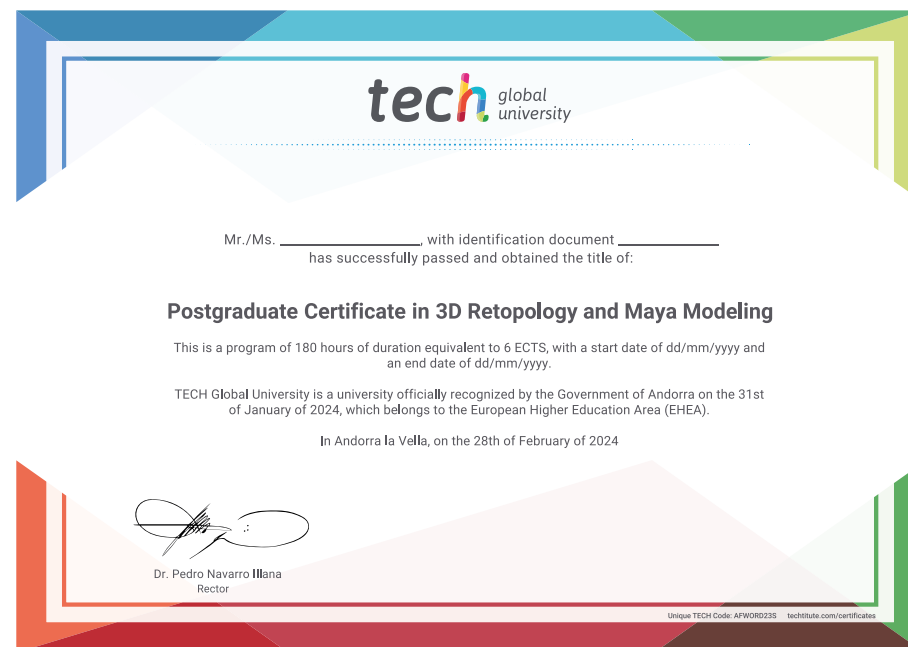 tech global
university
Mr./Ms. ____________________, with identification document ______________
has successfully passed and obtained the title of:
Postgraduate Certificate in 3D Retopology and Maya Modeling
This is a program of 180 hours of duration equivalent to 6 ECTS, with a start date of dd/mm/yyyy and
an end date of dd/mm/yyyy.
TECH Global University is a university officially recognized by the Government of Andorra on the 31st
of January of 2024, which belongs to the European Higher Education Area (EHEA).
In Andorra la Vella, on the 28th of February of 2024
Dr. Pedro Navarro Illana
Rector
Unique TECH Code: AFWORD23S techtitute.com/certificates